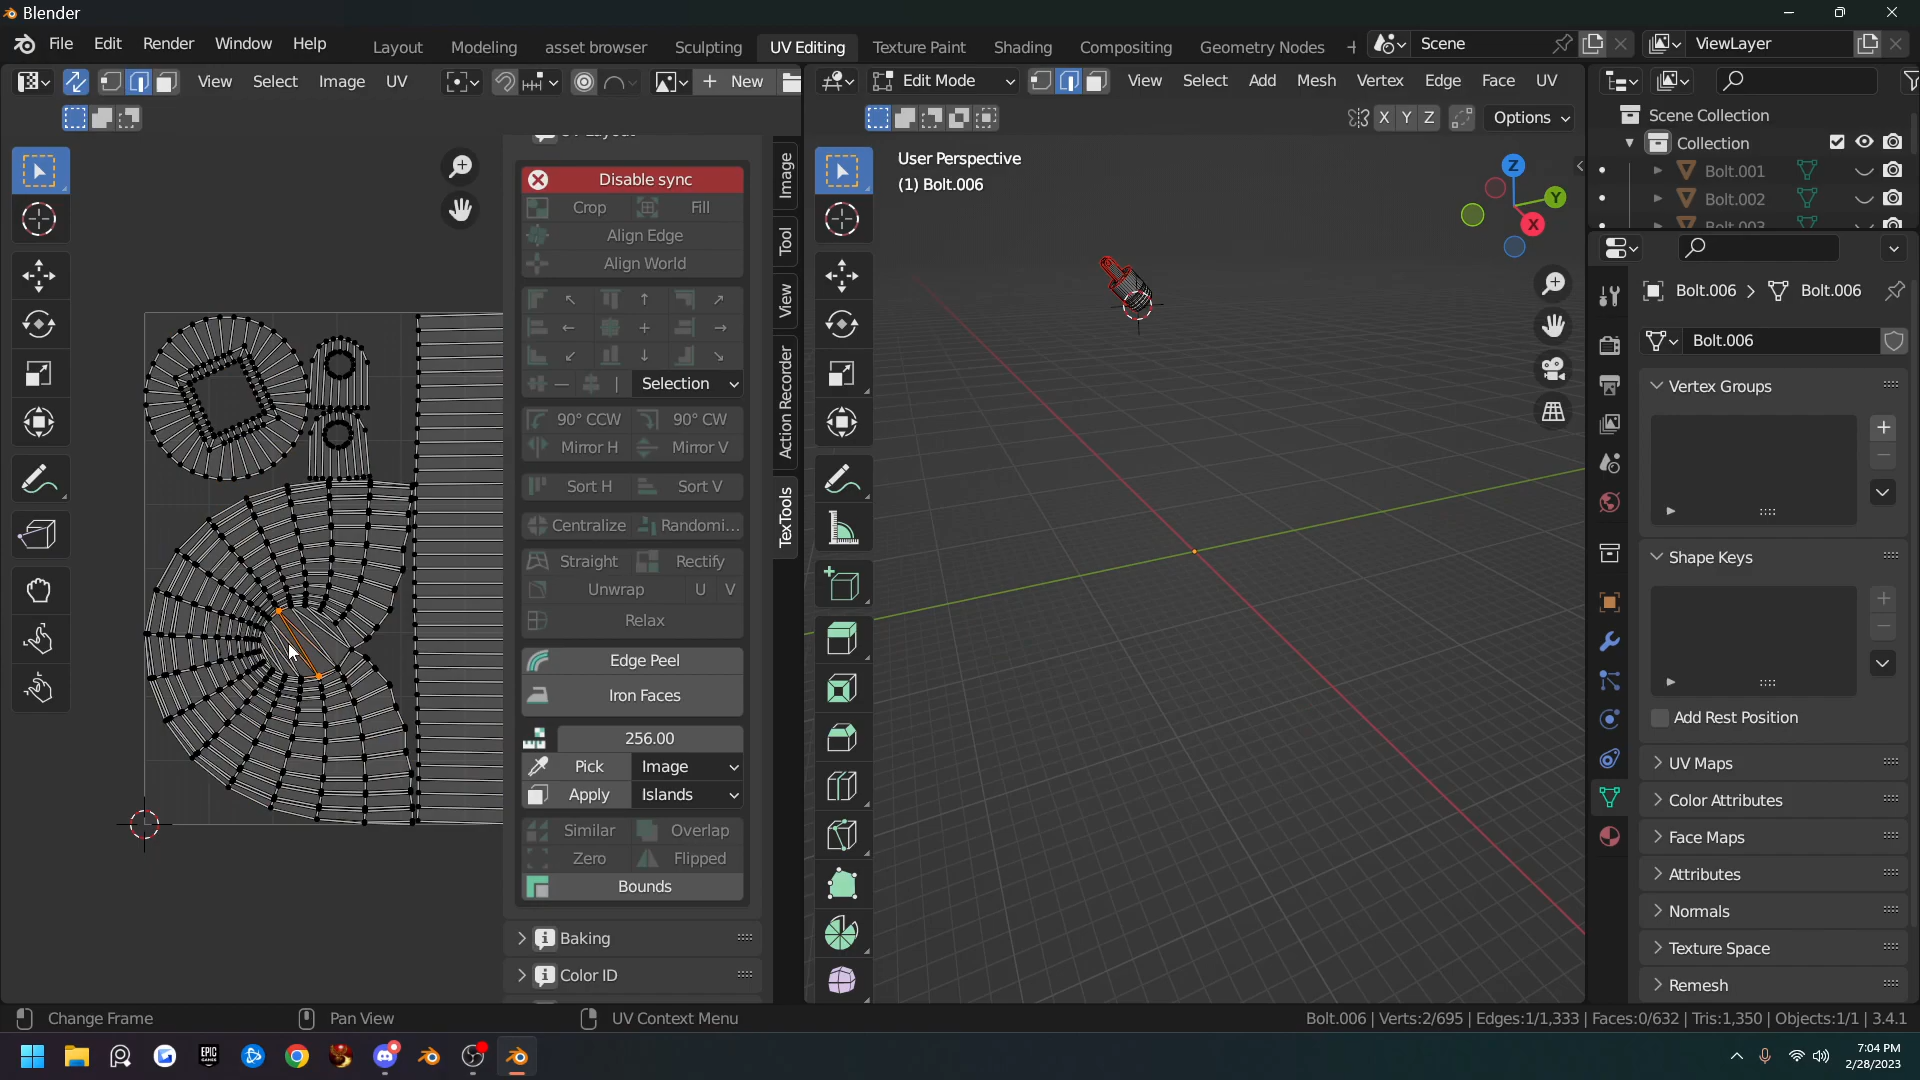 Blender
File Edit Render Window Help
Layout Modeling asset browser Sculpting UV Editing Texture Paint Shading Compositing Geometry Nodes
Scene
ViewLayer
View Select Image UV
New
Edit Mode
View Select Add Mesh Vertex Edge Face UV
X Y Z Options
Scene Collection
Collection
Bolt.001
Bolt.002
Bolt.003
UV Layout
Disable sync
Crop Fill
Align Edge
Align World
Selection
90° CCW 90° CW
Mirror H Mirror V
Sort H Sort V
Centralize Randomi...
Straight Rectify
Unwrap U V
Relax
Edge Peel
Iron Faces
256.00
Pick Image
Apply Islands
Similar Overlap
Zero Flipped
Bounds
Baking
Color ID
Image
Tool
View
Action Recorder
TexTools
User Perspective
(1) Bolt.006
Z
Y
X
Bolt.006 > Bolt.006
Bolt.006
Vertex Groups
Shape Keys
Add Rest Position
UV Maps
Color Attributes
Face Maps
Attributes
Normals
Texture Space
Remesh
Change Frame Pan View UV Context Menu
Bolt.006 | Verts:2/695 | Edges:1/1,333 | Faces:0/632 | Tris:1,350 | Objects:1/1 | 3.4.1
EPIC GAMES
7:04 PM
2/28/2023